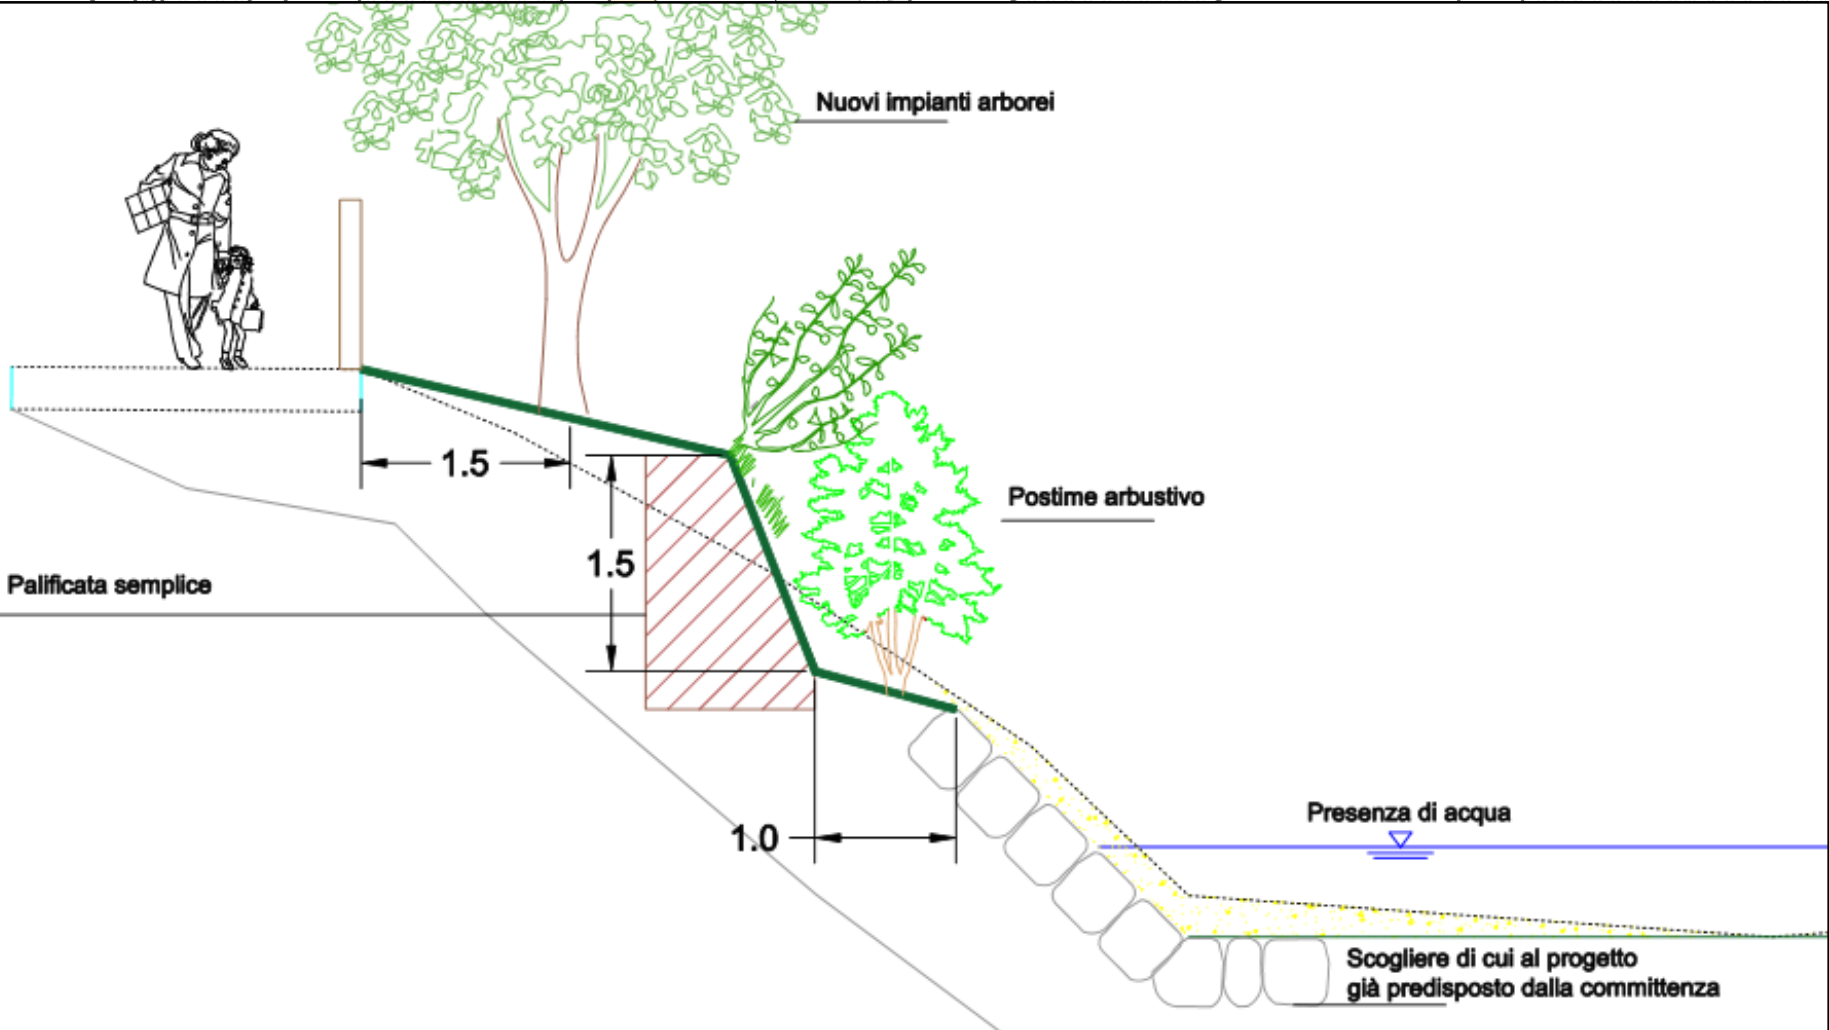 Nuovi impianti arborei
1.5
Postime arbustivo
1.5
Palificata semplice
1.0
Presenza di acqua
Scogliere di cui al progetto
già predisposto dalla committenza